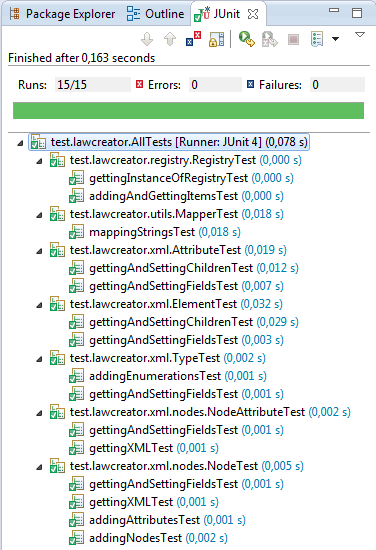 Package Explorer Outline JUnit
Finished after 0,163 seconds
Runs: 15/15 Errors: 0 Failures: 0
test.lawcreator.AllTests [Runner: JUnit 4] (0,078 s)
test.lawcreator.registry.RegistryTest (0,000 s)
gettingInstanceOfRegistryTest (0,000 s)
addingAndGettingItemsTest (0,000 s)
test.lawcreator.utils.MapperTest (0,018 s)
mappingStringsTest (0,018 s)
test.lawcreator.xml.AttributeTest (0,019 s)
gettingAndSettingChildrenTest (0,012 s)
gettingAndSettingFieldsTest (0,007 s)
test.lawcreator.xml.ElementTest (0,032 s)
gettingAndSettingChildrenTest (0,029 s)
gettingAndSettingFieldsTest (0,003 s)
test.lawcreator.xml.TypeTest (0,002 s)
addingEnumerationsTest (0,001 s)
gettingAndSettingFieldsTest (0,001 s)
test.lawcreator.xml.nodes.NodeAttributeTest (0,002 s)
gettingAndSettingFieldsTest (0,001 s)
gettingXMLTest (0,001 s)
test.lawcreator.xml.nodes.NodeTest (0,005 s)
gettingAndSettingFieldsTest (0,001 s)
gettingXMLTest (0,001 s)
addingAttributesTest (0,001 s)
addingNodesTest (0,002 s)